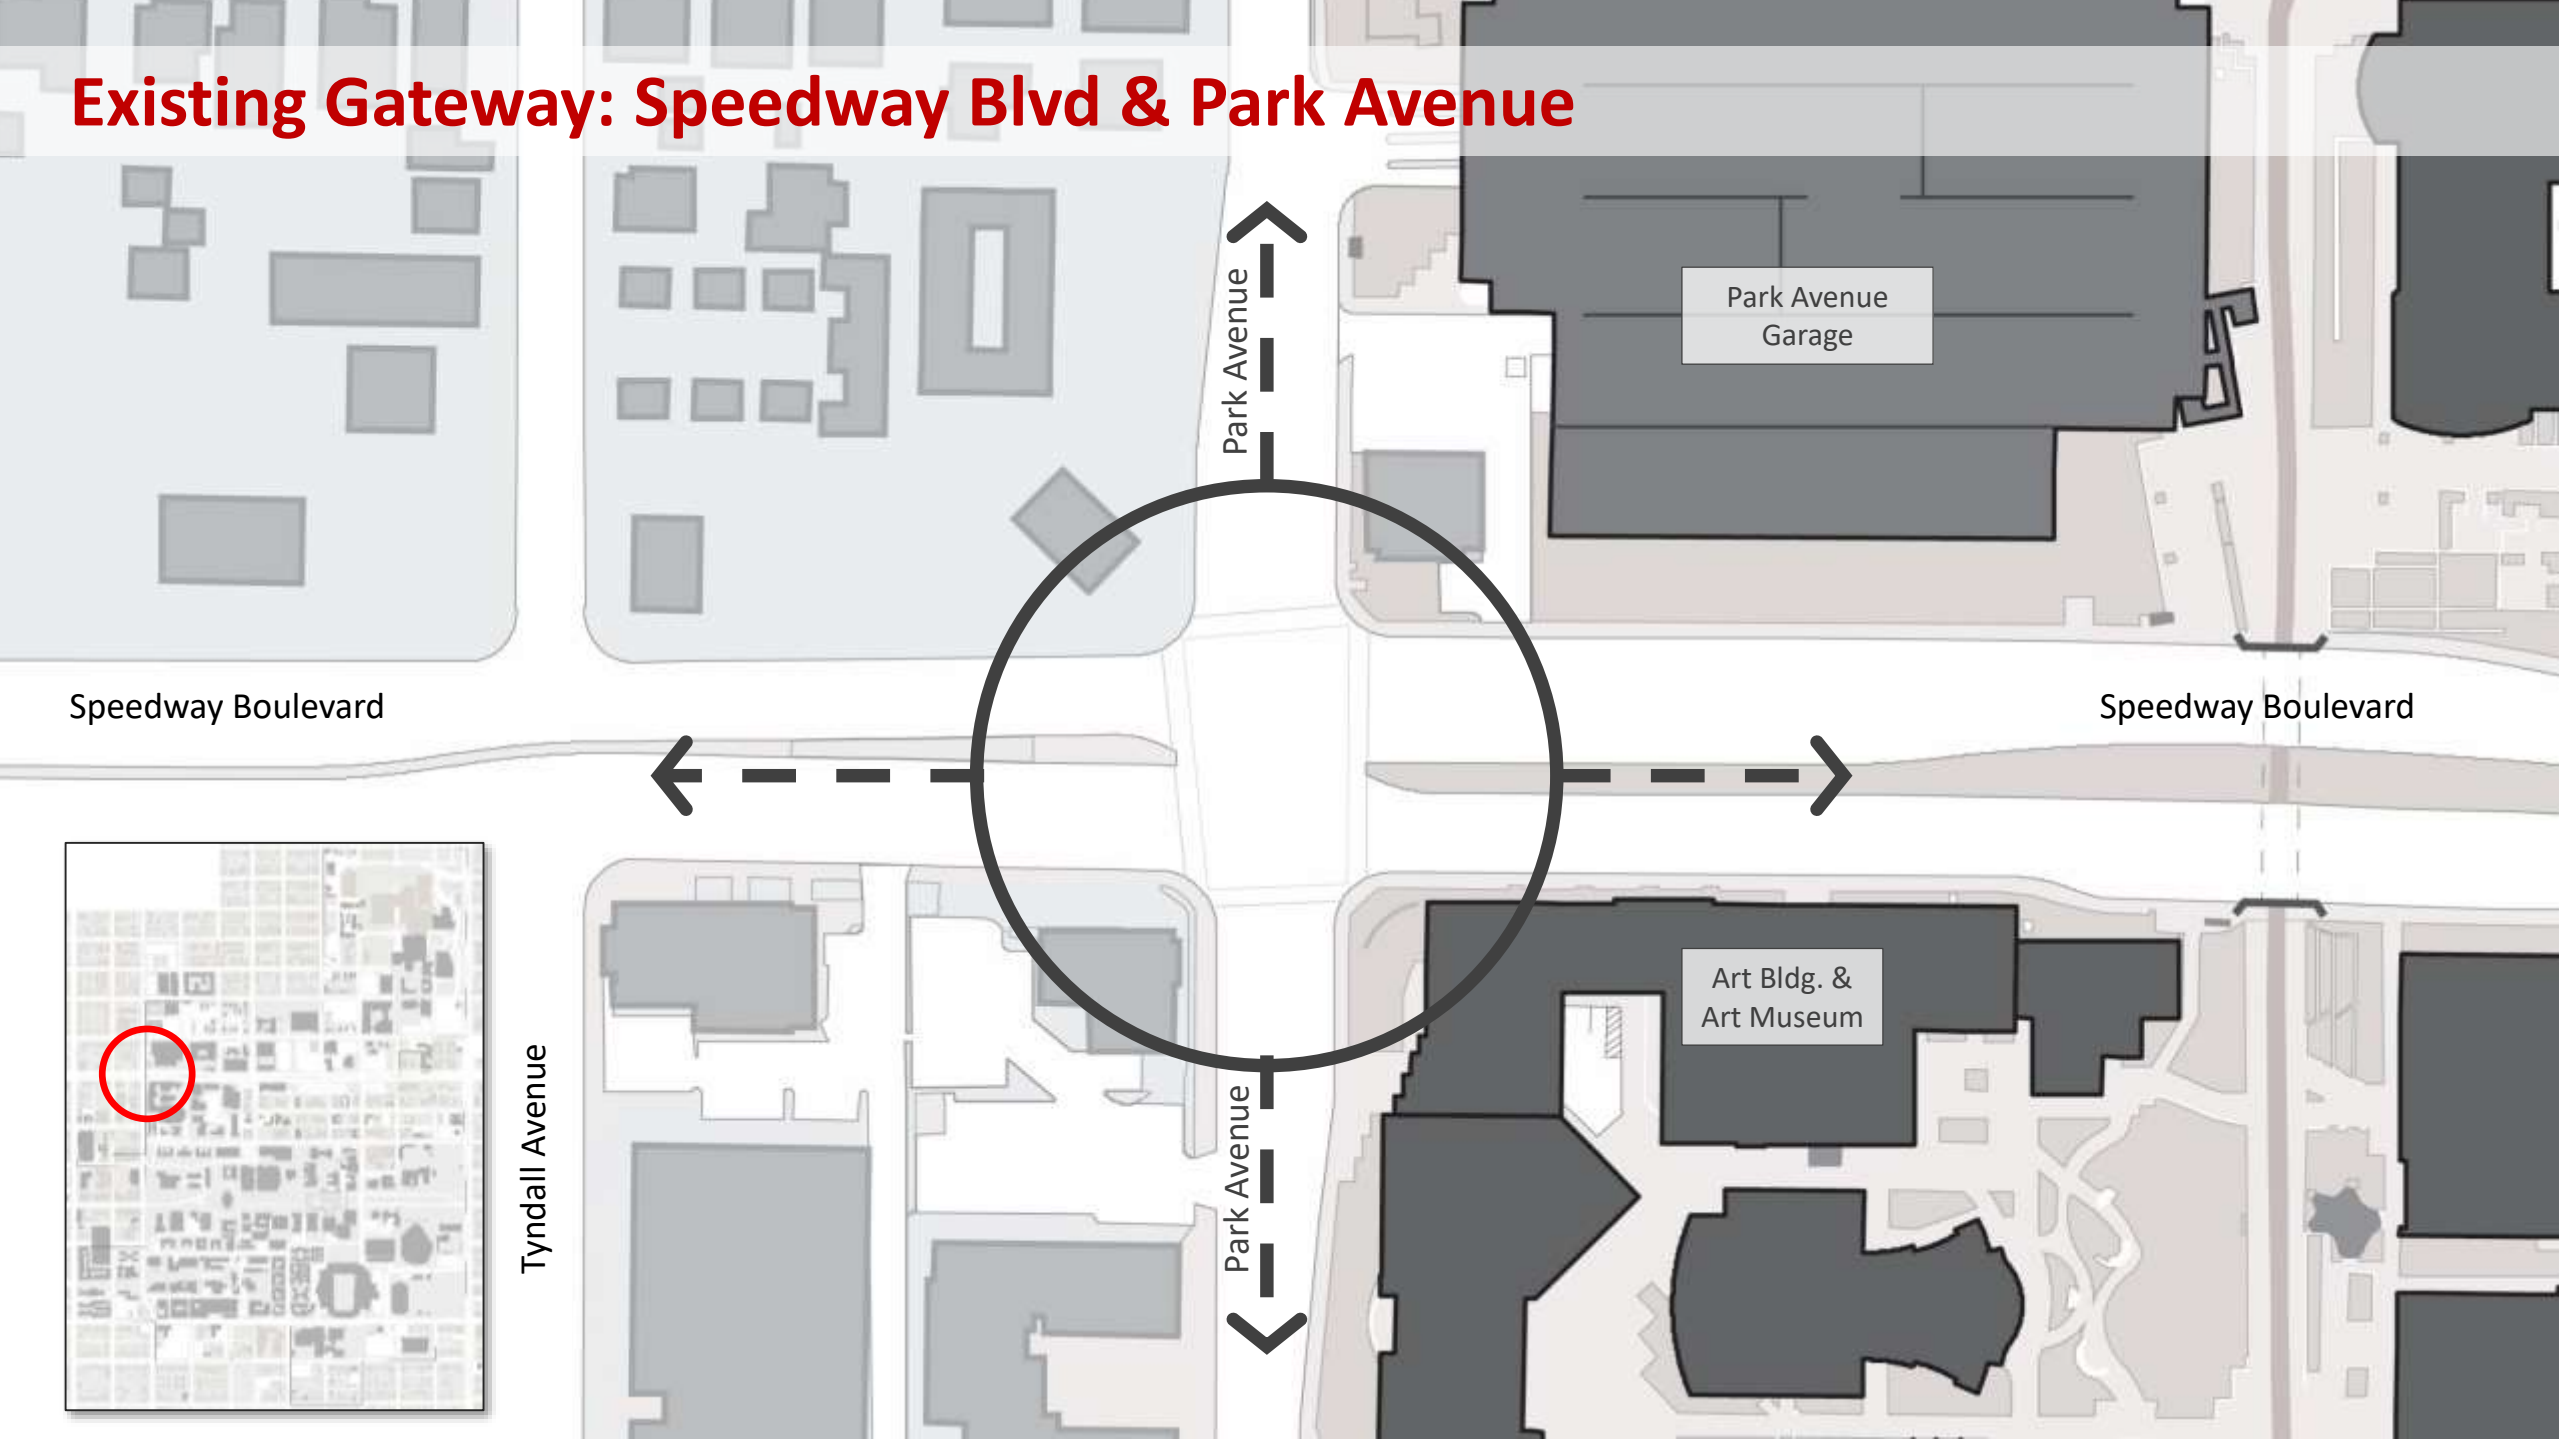 Existing Gateway: Speedway Blvd & Park Avenue
Park Avenue
Park Avenue
Garage
Speedway Boulevard
Speedway Boulevard
Art Bldg. &
Art Museum
Tyndall Avenue
Park Avenue